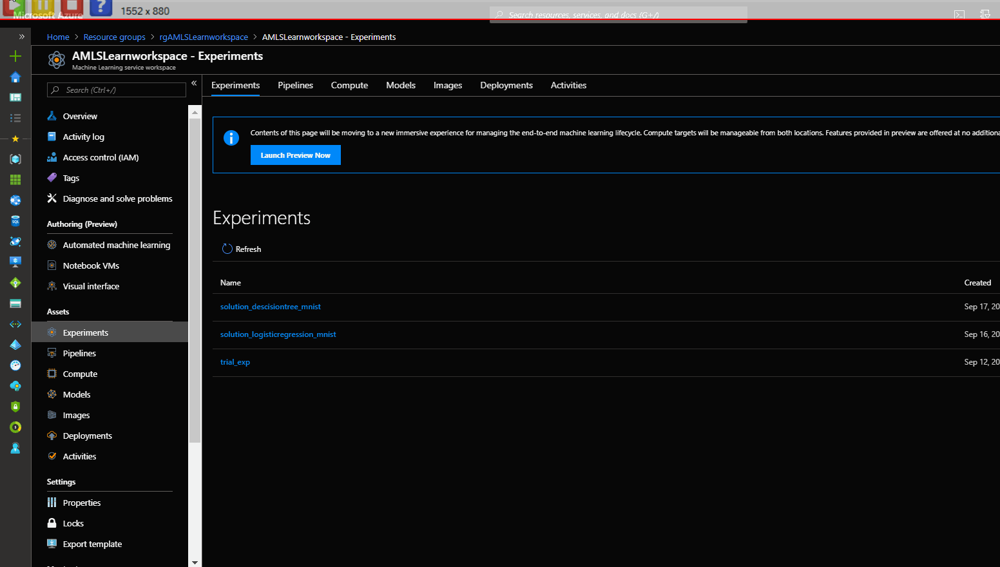 1552 x 880
Microsoft Azure
Search resources, services, and docs (G+/)
Home > Resource groups > rgAMLSLearnworkspace > AMLSLearnworkspace - Experiments
AMLSLearnworkspace - Experiments
Machine Learning service workspace
Search (Ctrl+/)
«
Overview
Activity log
Access control (IAM)
Tags
Diagnose and solve problems
Authoring (Preview)
Automated machine learning
Notebook VMs
Visual interface
Assets
Experiments
Pipelines
Compute
Models
Images
Deployments
Activities
Settings
Properties
Locks
Export template
Experiments Pipelines Compute Models Images Deployments Activities
Contents of this page will be moving to a new immersive experience for managing the end-to-end machine learning lifecycle. Compute targets will be manageable from both locations. Features provided in preview are offered at no additiona
Launch Preview Now
Experiments
Refresh
Name Created
solution_descisiontree_mnist Sep 17, 20
solution_logisticregression_mnist Sep 16, 20
trial_exp Sep 12, 20